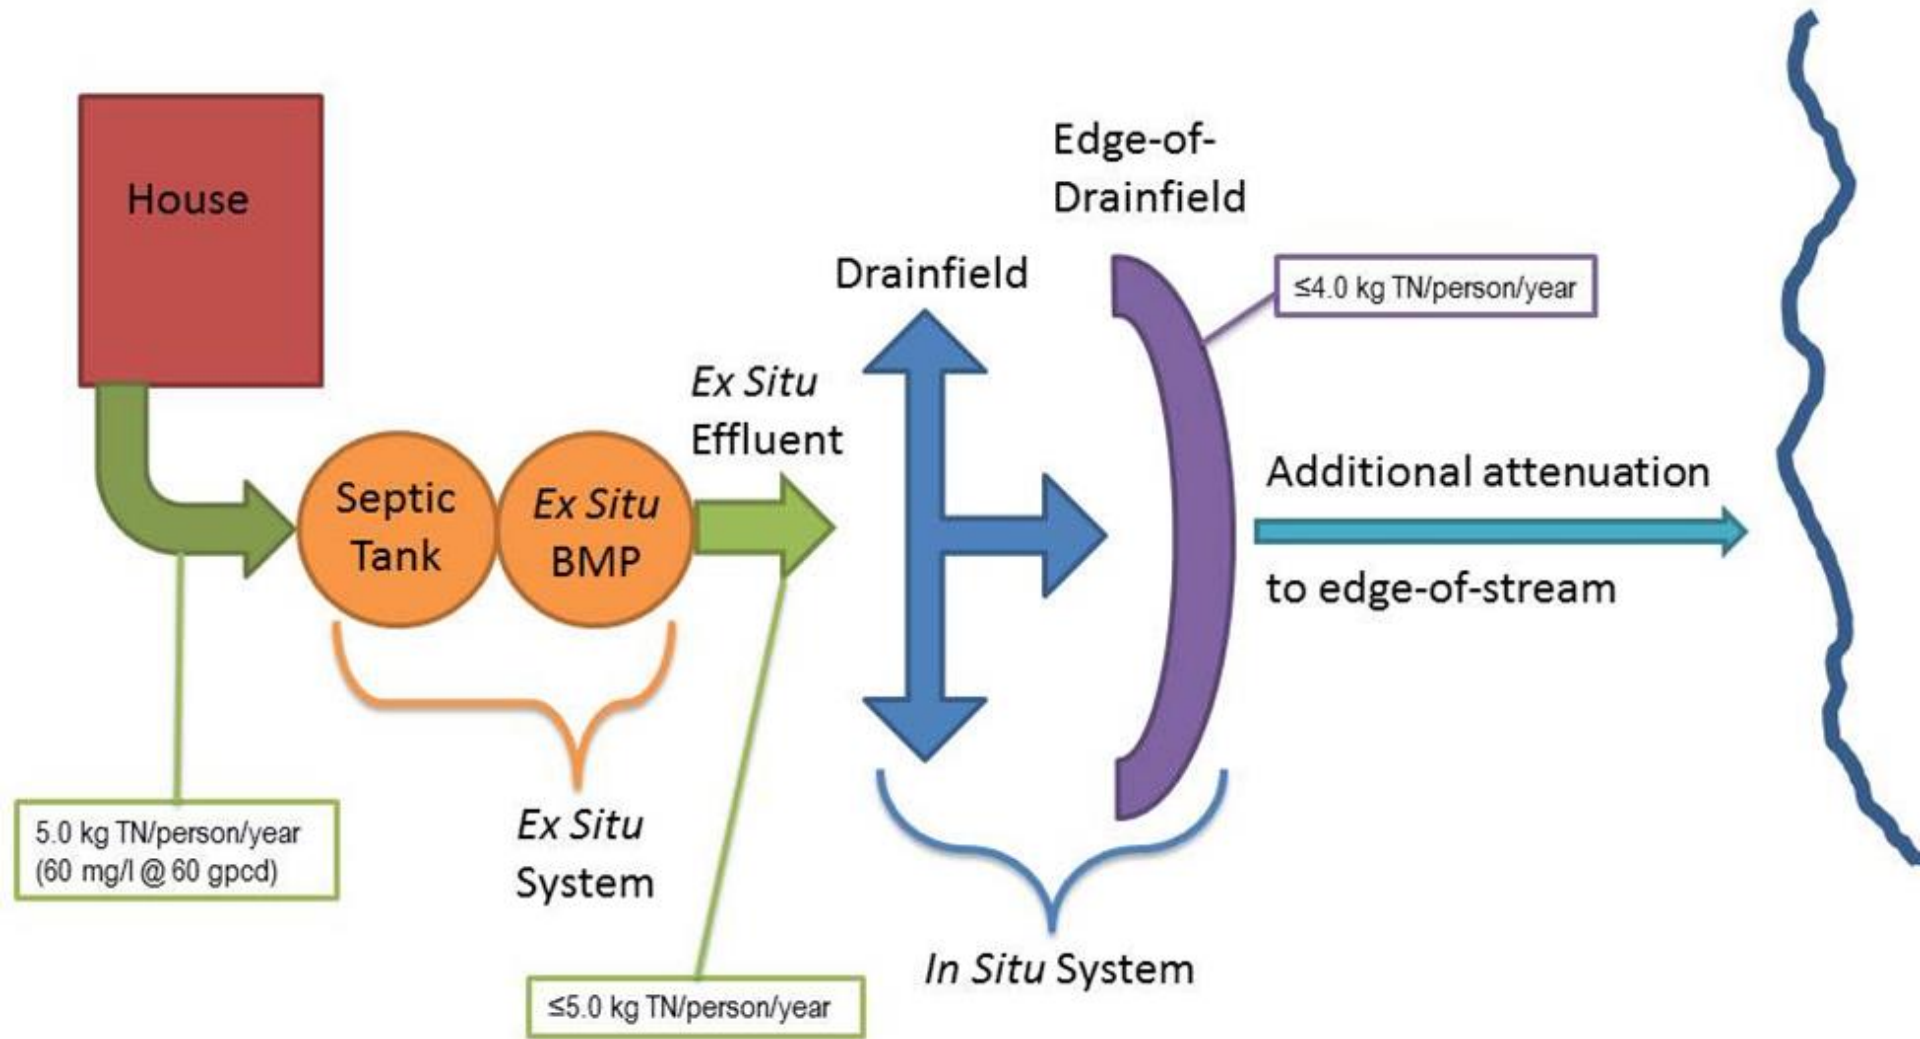 House
Edge-of-
Drainfield
Drainfield
≤4.0 kg TN/person/year
Ex Situ
Effluent
Septic
Tank
Ex Situ
BMP
Additional attenuation
to edge-of-stream
5.0 kg TN/person/year
(60 mg/l @ 60 gpcd)
Ex Situ
System
In Situ System
≤5.0 kg TN/person/year